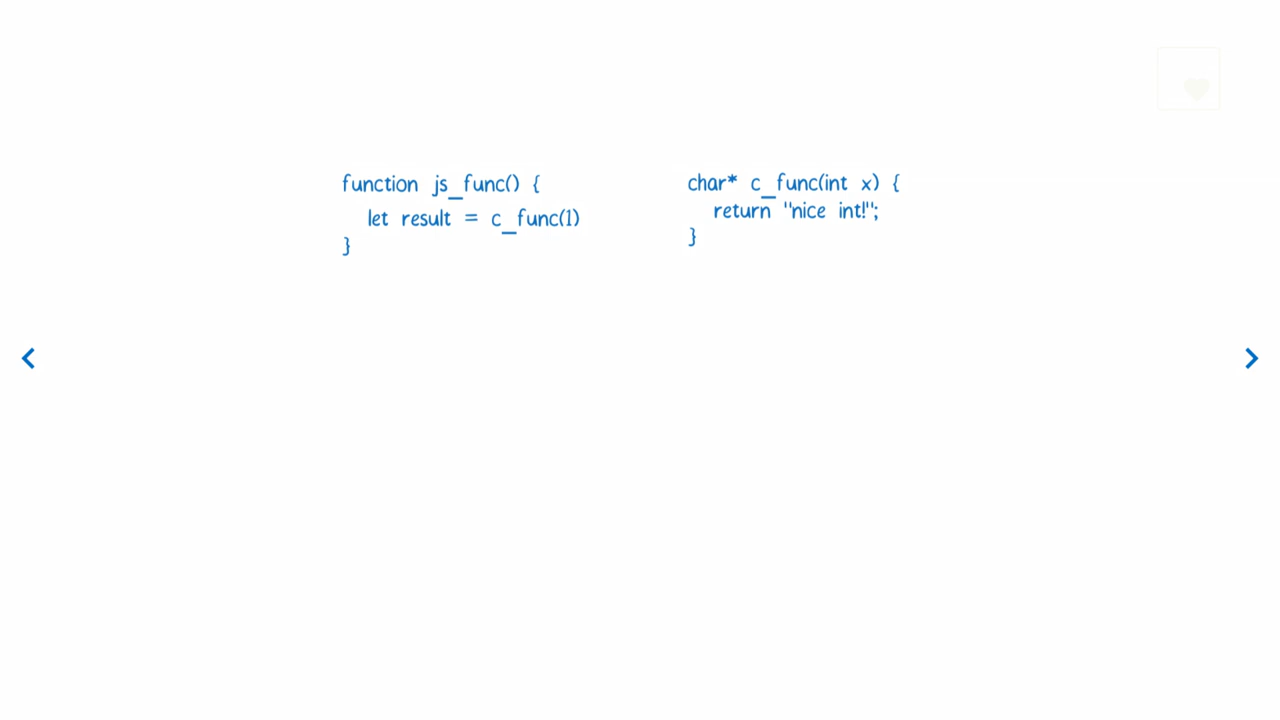 function js_func() {
let result = c_func(1)
}
char* c_func(int x) {
return "nice int!";
}